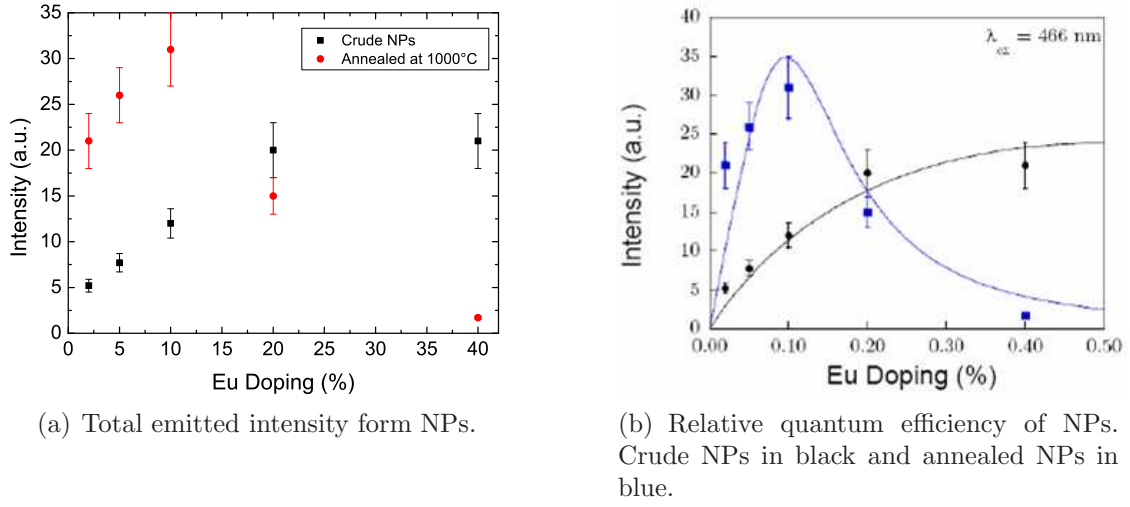 35
30
25
20
15
10
5
0
Intensity (a.u.)
Crude NPs
Annealed at 1000°C
0 5 10 15 20 25 30 35 40
Eu Doping (%)
(a) Total emitted intensity form NPs.
40
35
30
25
20
15
10
5
0
Intensity (a.u.)
λex = 466 nm
0.00 0.10 0.20 0.30 0.40 0.50
Eu Doping (%)
(b) Relative quantum efficiency of NPs.
Crude NPs in black and annealed NPs in
blue.